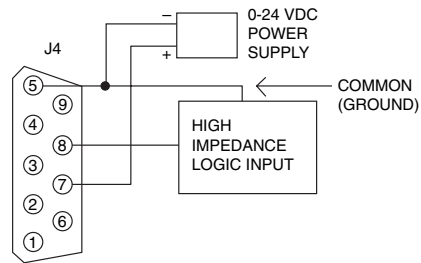 0-24 VDC
POWER
SUPPLY
–
+
J4
COMMON
(GROUND)
HIGH
IMPEDANCE
LOGIC INPUT
5
9
4
8
3
7
2
6
1